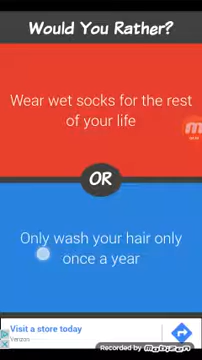 Would You Rather?
Wear wet socks for the rest
of your life
OR
Only wash your hair only
once a year
Visit a store today
Verizon
Recorded by Mobizen